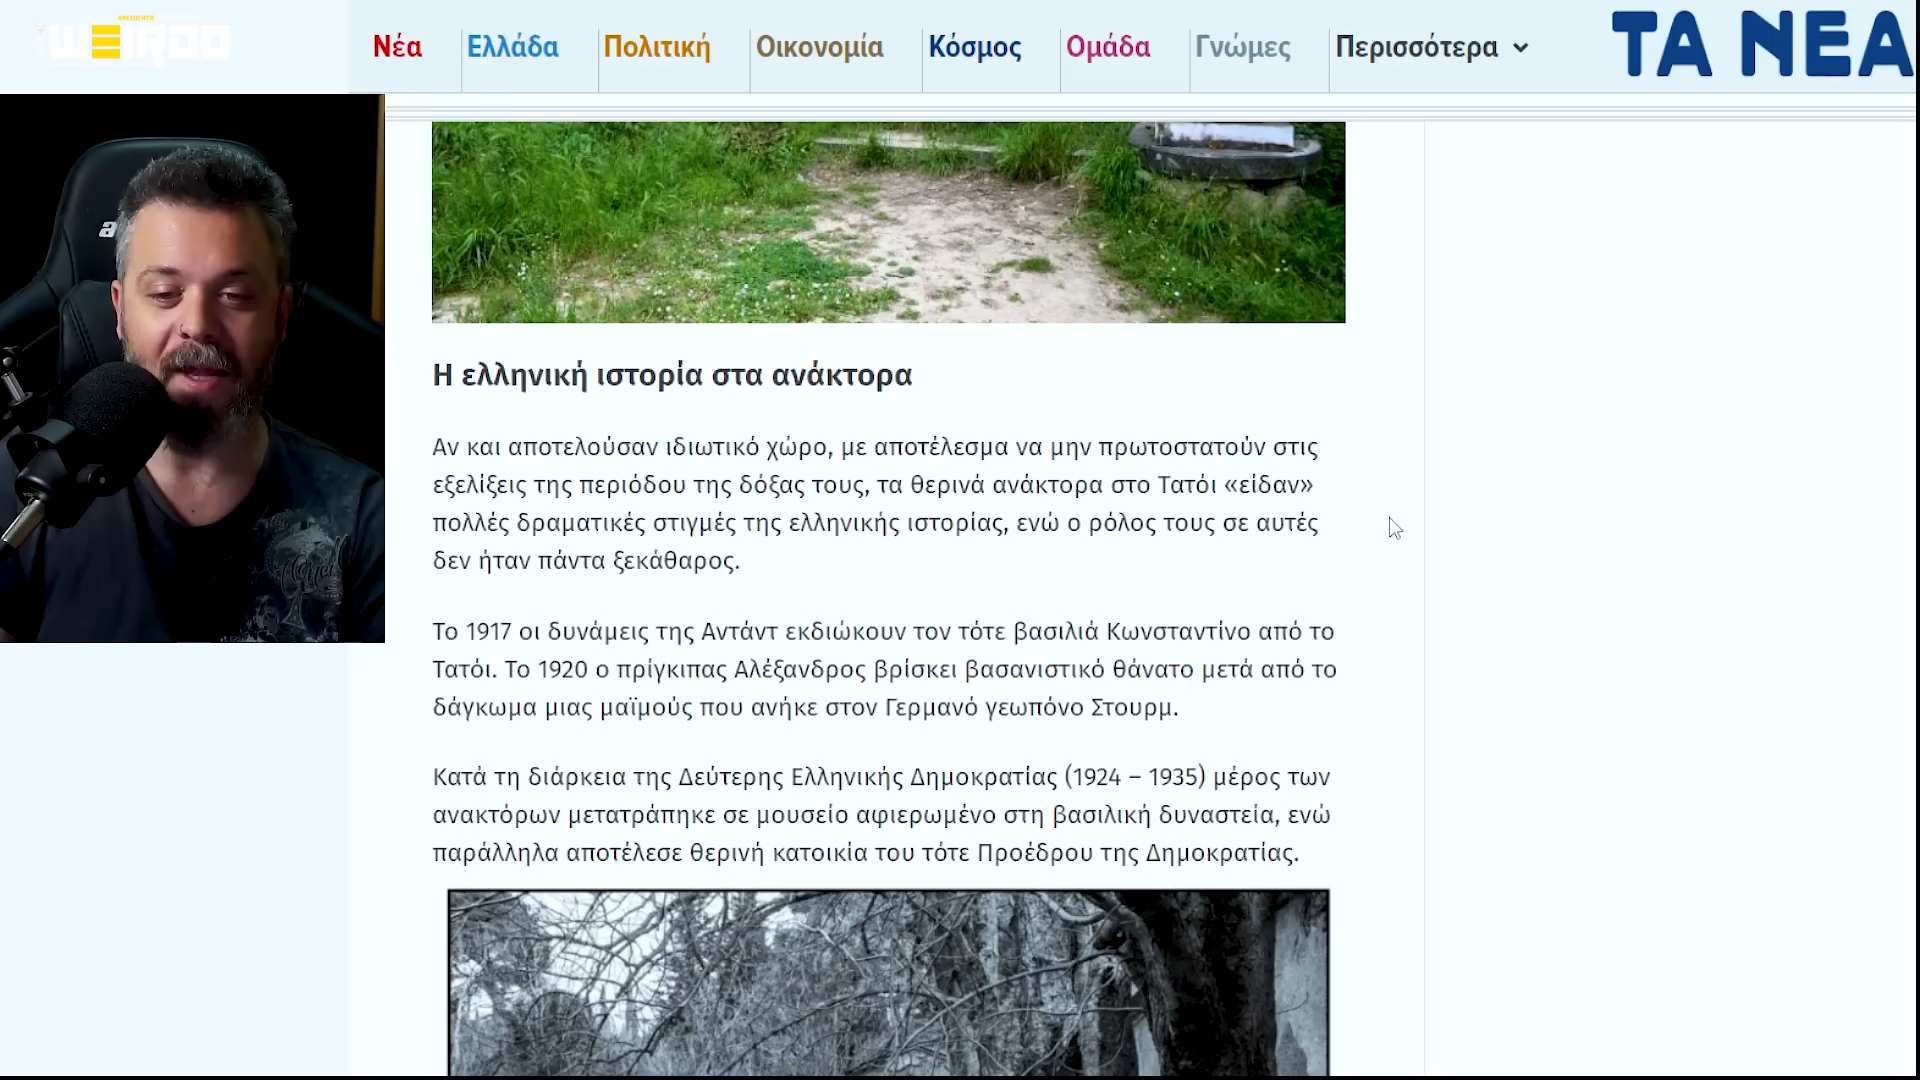 WEIRDO
Νέα
Ελλάδα
Πολιτική
Οικονομία
Κόσμος
Ομάδα
Γνώμες
Περισσότερα
ΤΑ ΝΕΑ
Η ελληνική ιστορία στα ανάκτορα
Αν και αποτελούσαν ιδιωτικό χώρο, με αποτέλεσμα να μην πρωτοστατούν στις
εξελίξεις της περιόδου της δόξας τους, τα θερινά ανάκτορα στο Τατόι «είδαν»
πολλές δραματικές στιγμές της ελληνικής ιστορίας, ενώ ο ρόλος τους σε αυτές
δεν ήταν πάντα ξεκάθαρος.
Το 1917 οι δυνάμεις της Αντάντ εκδιώκουν τον τότε βασιλιά Κωνσταντίνο από το
Τατόι. Το 1920 ο πρίγκιπας Αλέξανδρος βρίσκει βασανιστικό θάνατο μετά από το
δάγκωμα μιας μαϊμούς που ανήκε στον Γερμανό γεωπόνο Στουρμ.
Κατά τη διάρκεια της Δεύτερης Ελληνικής Δημοκρατίας (1924 – 1935) μέρος των
ανακτόρων μετατράπηκε σε μουσείο αφιερωμένο στη βασιλική δυναστεία, ενώ
παράλληλα αποτέλεσε θερινή κατοικία του τότε Προέδρου της Δημοκρατίας.